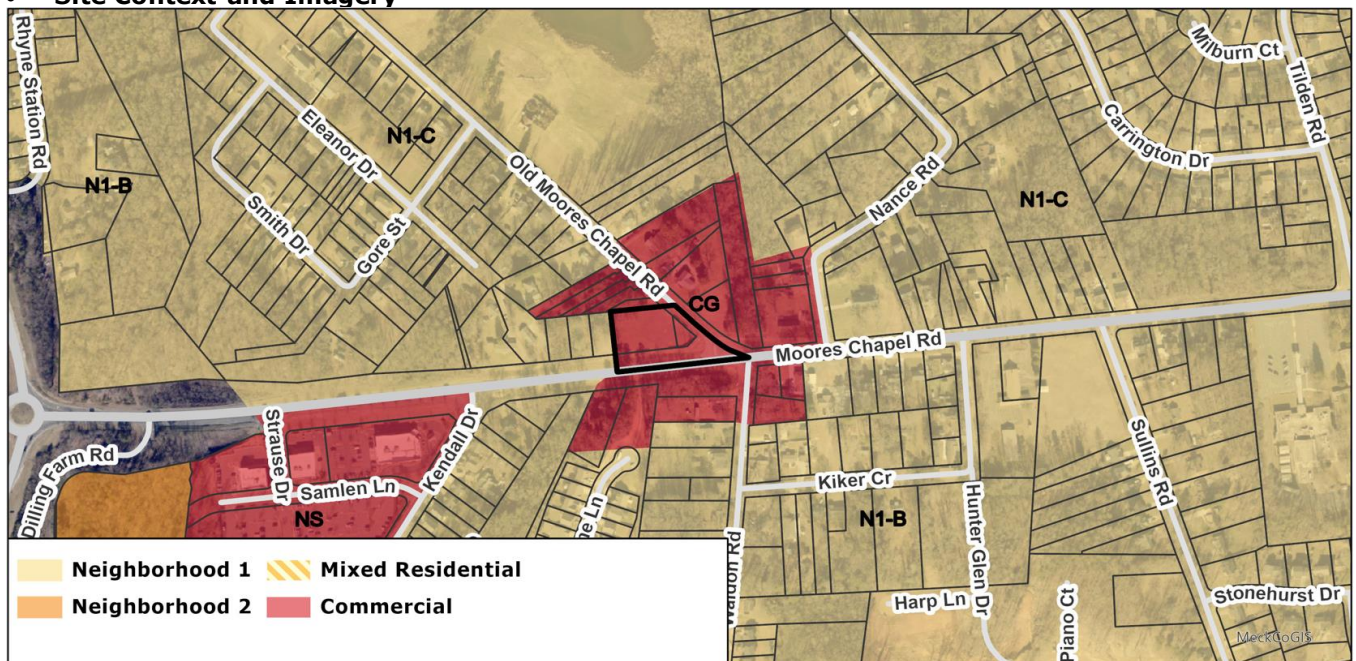 Site Context and Imagery
Rhyne Station Rd
N1-B
Eleanor Dr
N1-C
Smith Dr
Gore St
Old Moores Chapel Rd
Nance Rd
N1-C
Carrington Dr
Milburn Ct
Tilden Rd
CG
Moores Chapel Rd
Dilling Farm Rd
Strause Dr
Samlen Ln
Kendall Dr
NS
Ln
Rd
Kiker Cr
N1-B
Hunter Glen Dr
Sullins Rd
Harp Ln
Piano Ct
Stonehurst Dr
MeckCoGIS
Neighborhood 1
Mixed Residential
Neighborhood 2
Commercial